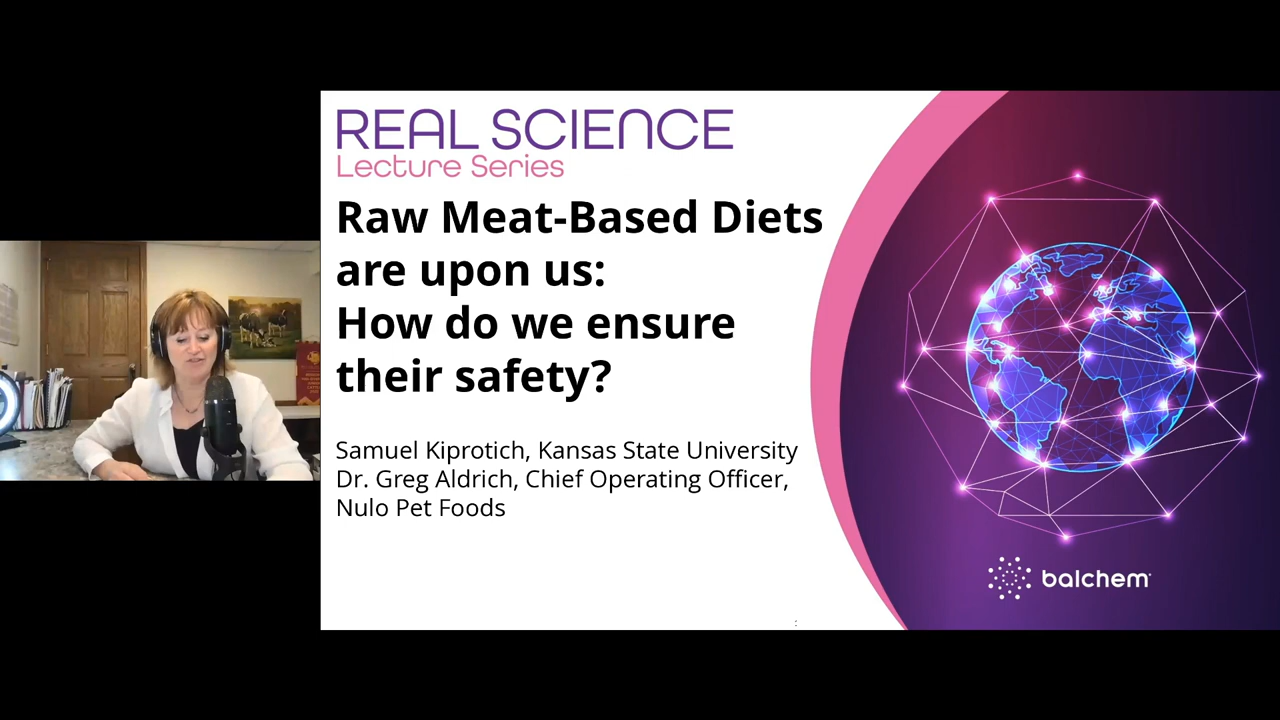 REAL SCIENCE
Lecture Series
Raw Meat-Based Diets
are upon us:
How do we ensure
their safety?
Samuel Kiprotich, Kansas State University
Dr. Greg Aldrich, Chief Operating Officer,
Nulo Pet Foods
balchem